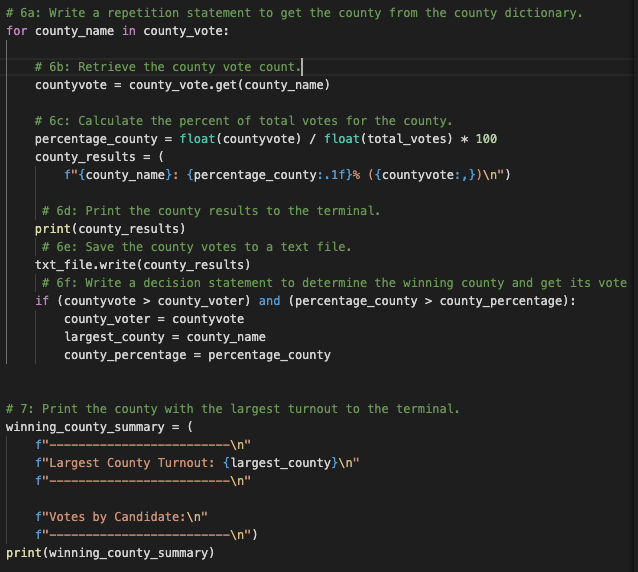 # 6a: Write a repetition statement to get the county from the county dictionary.
for county_name in county_vote:
# 6b: Retrieve the county vote count.
countyvote = county_vote.get(county_name)
# 6c: Calculate the percent of total votes for the county.
percentage_county = float(countyvote) / float(total_votes) * 100
county_results = (
f"{county_name}: {percentage_county:.1f}% ({countyvote:,})\n")
# 6d: Print the county results to the terminal.
print(county_results)
# 6e: Save the county votes to a text file.
txt_file.write(county_results)
# 6f: Write a decision statement to determine the winning county and get its vote
if (countyvote > county_voter) and (percentage_county > county_percentage):
county_voter = countyvote
largest_county = county_name
county_percentage = percentage_county
# 7: Print the county with the largest turnout to the terminal.
winning_county_summary = (
f"-------------------------\n"
f"Largest County Turnout: {largest_county}\n"
f"-------------------------\n"
f"Votes by Candidate:\n"
f"-------------------------\n")
print(winning_county_summary)